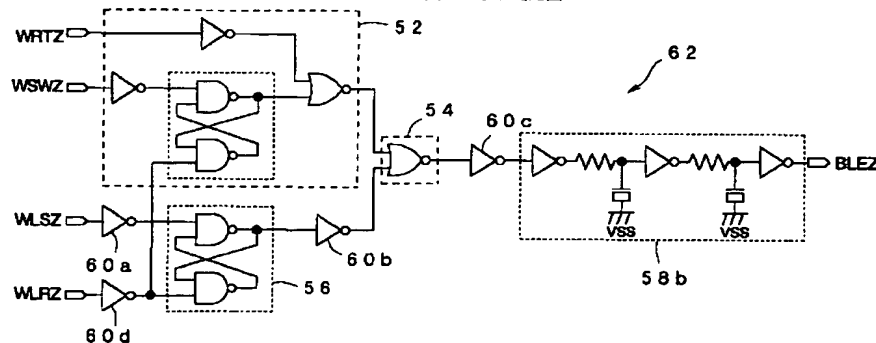 52
WRTZ
62
WSWZ
54
60c
BLEZ
VSS
VSS
WLSZ
60a
60b
58b
56
WLRZ
60d